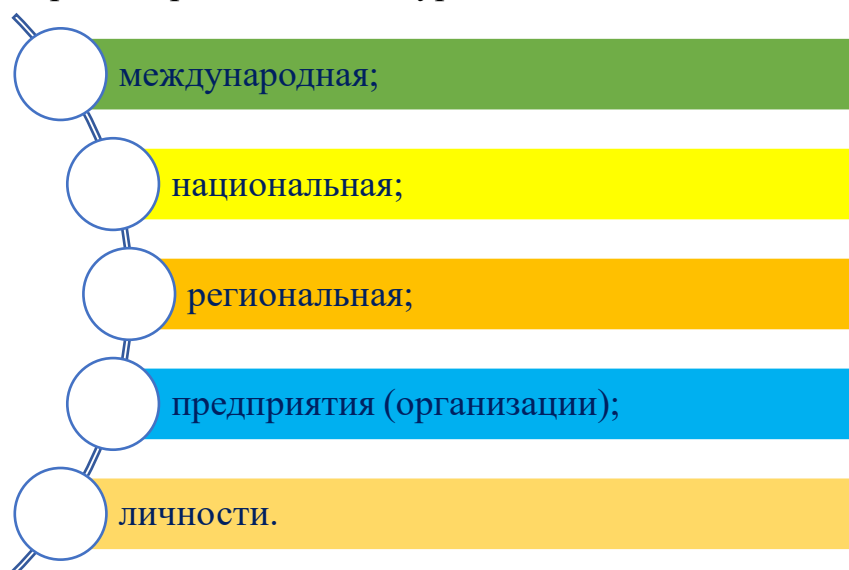 международная;
национальная;
региональная;
предприятия (организации);
личности.